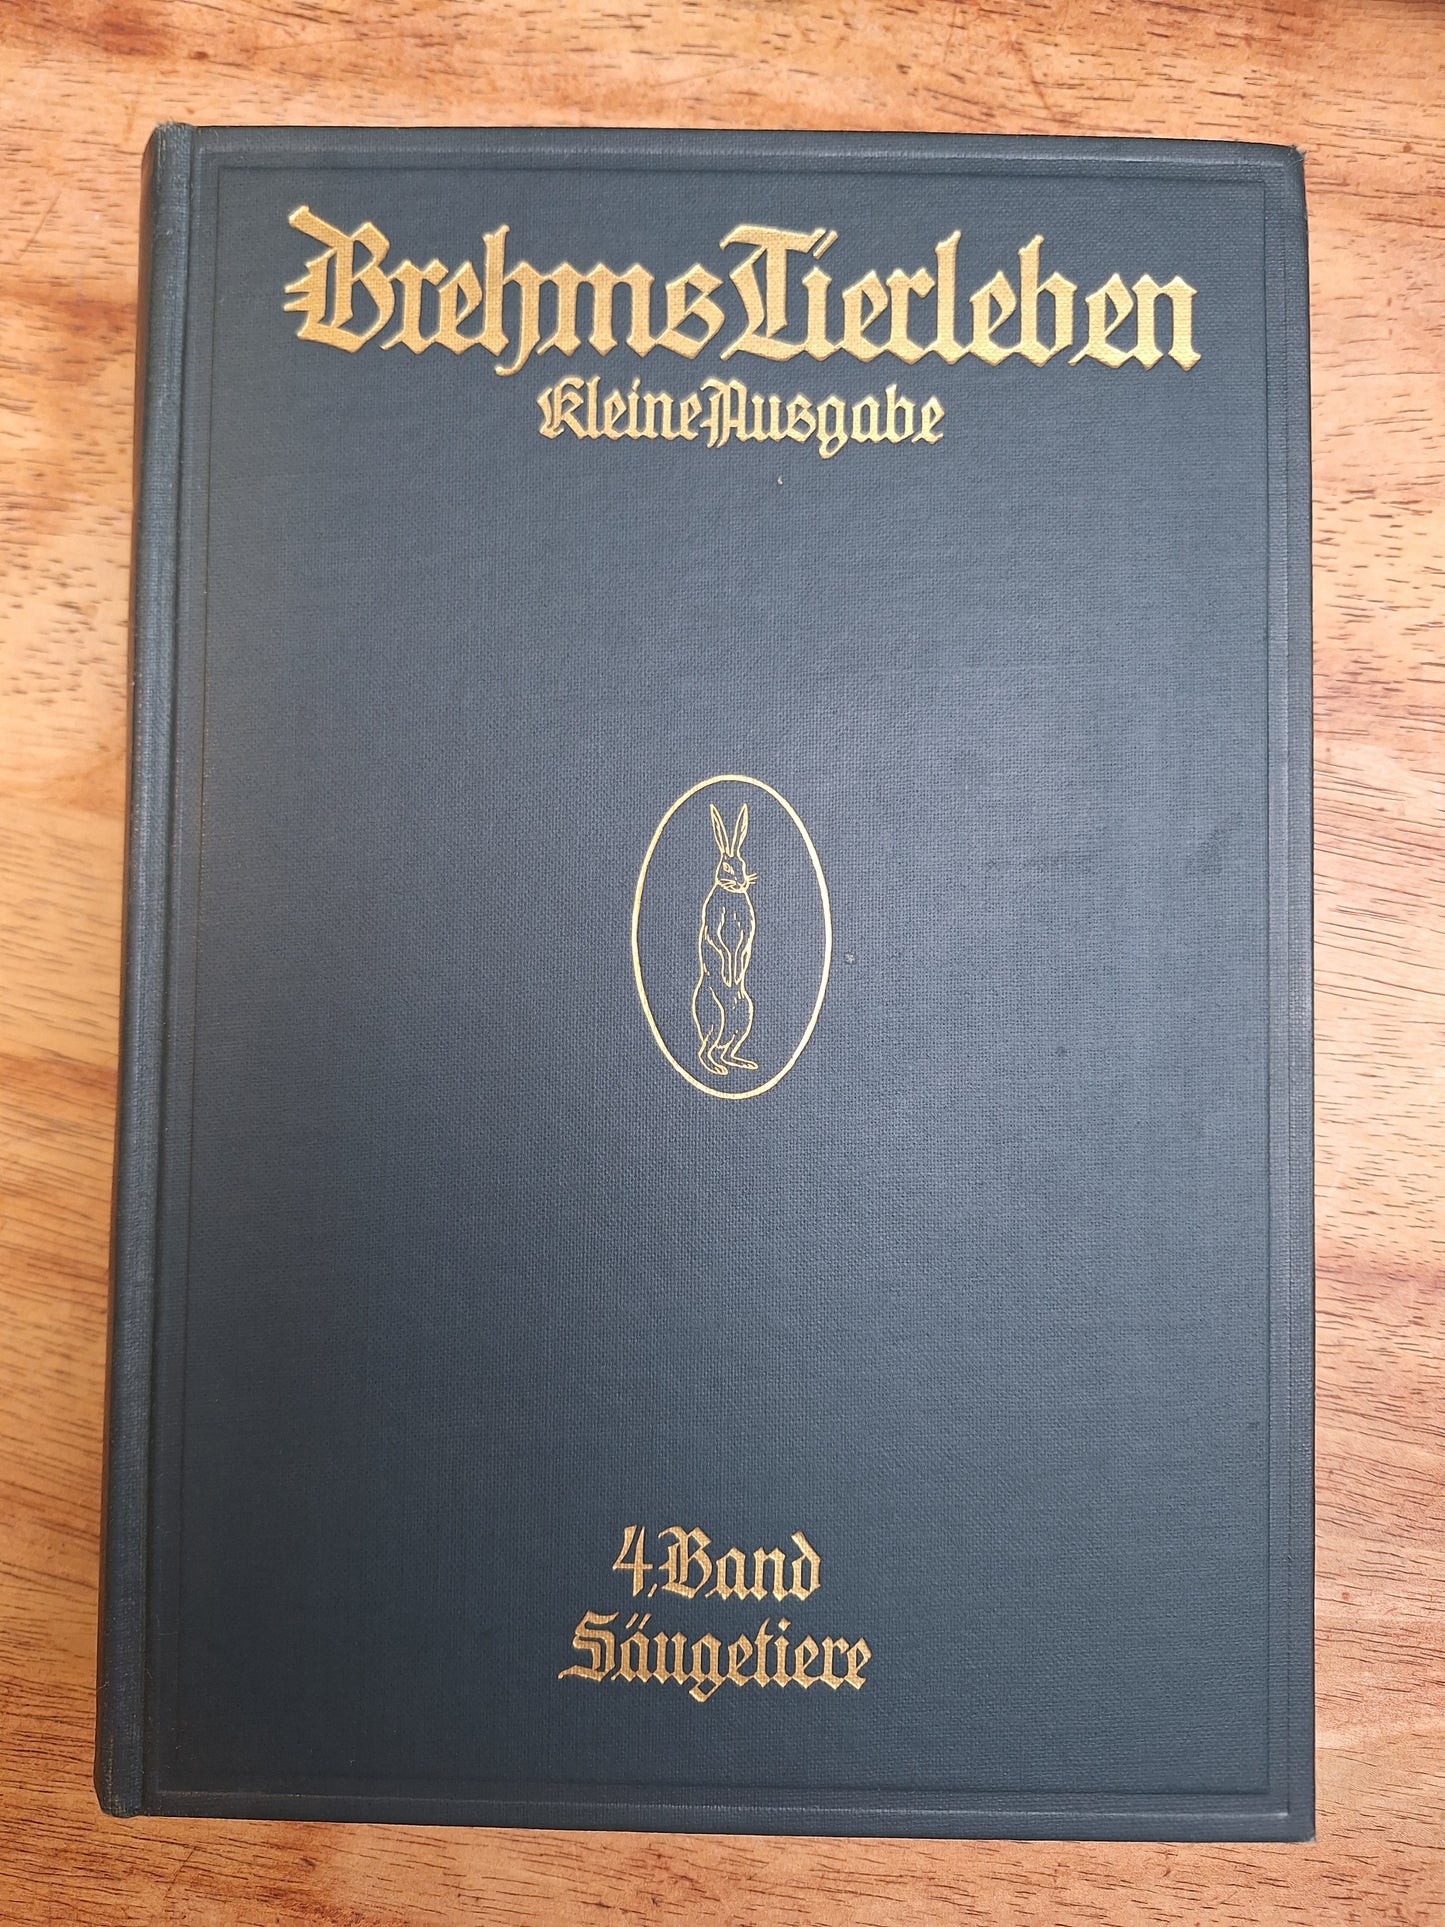 Brehms Tierleben
Kleine Ausgabe
4. Band
Säugetiere